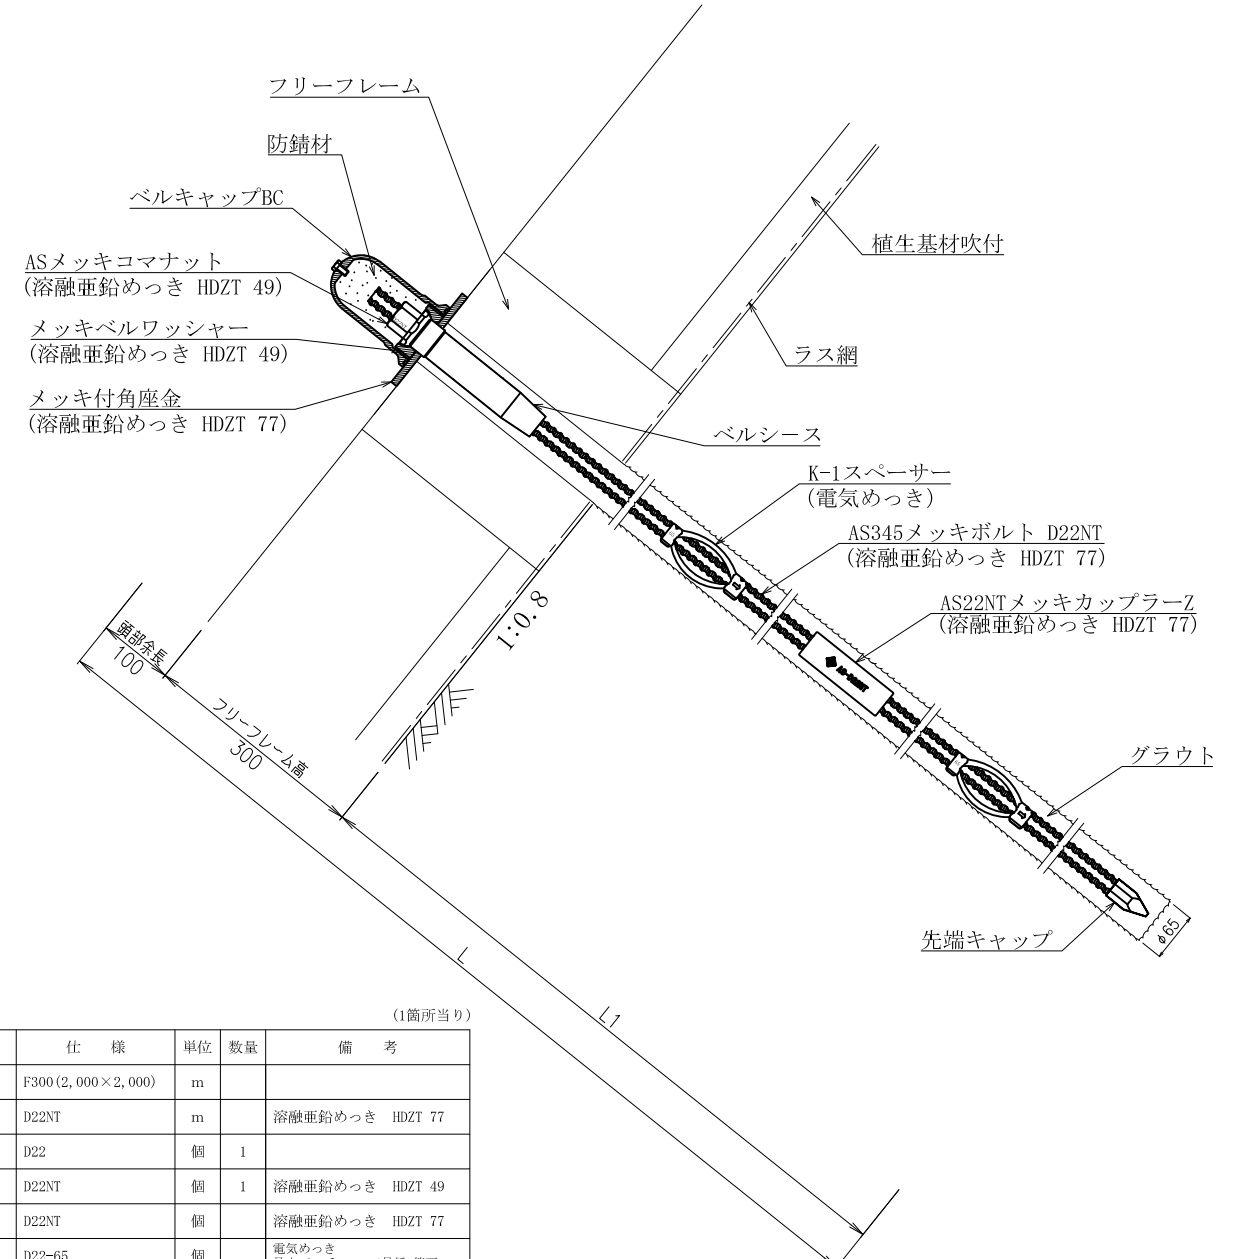 フリーフレーム
防錆材
ベルキャップBC
ASメッキコマナット
(溶融亜鉛めっき HDZT 49)
メッキベルワッシャー
(溶融亜鉛めっき HDZT 49)
メッキ付角座金
(溶融亜鉛めっき HDZT 77)
植生基材吹付
ラス網
ベルシース
K-1スペーサー
(電気めっき)
AS345メッキボルト D22NT
(溶融亜鉛めっき HDZT 77)
AS22NTメッキカップラーZ
(溶融亜鉛めっき HDZT 77)
グラウト
先端キャップ
φ65
1:0.8
頭部余長
100
フリーフレーム高
300
L
L1
(1箇所当り)
仕 様 単位 数量 備 考
F300(2,000×2,000) m
D22NT m 溶融亜鉛めっき HDZT 77
D22 個 1
D22NT 個 1 溶融亜鉛めっき HDZT 49
D22NT 個 溶融亜鉛めっき HDZT 77
D22-65 個 電気めっき